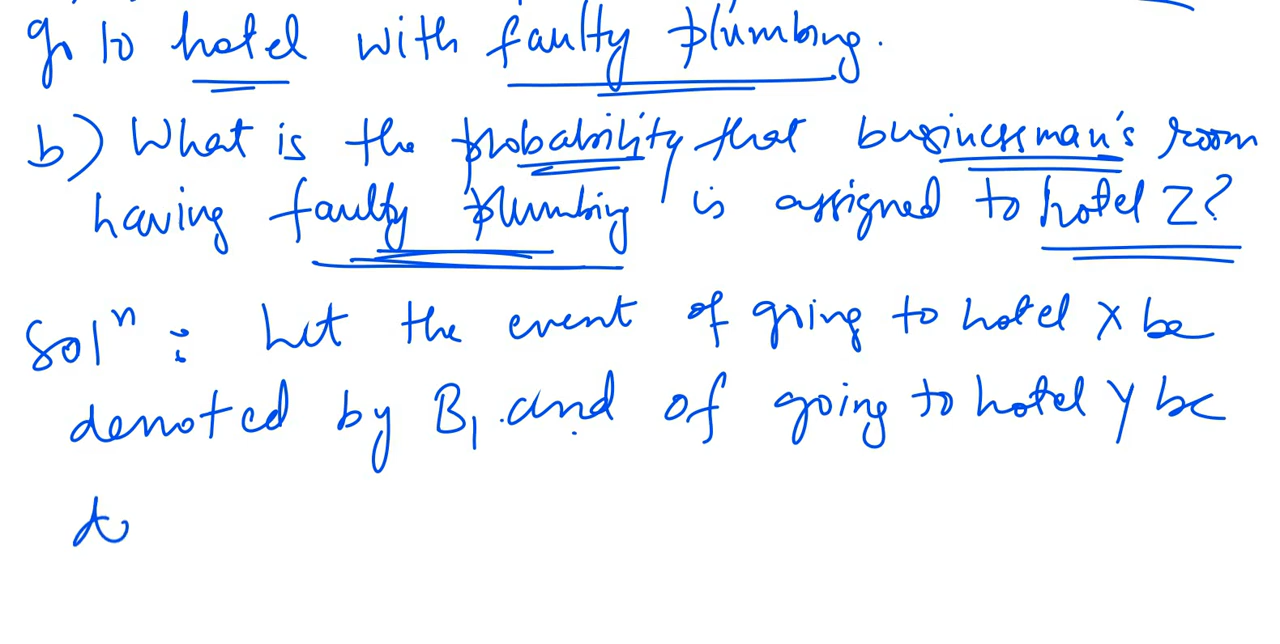 go to hotel with faulty plumbing.
b) What is the probability that businessman's room
having faulty plumbing is assigned to hotel Z?
Solⁿ : Let the event of going to hotel X be
denoted by B₁ and of going to hotel Y be